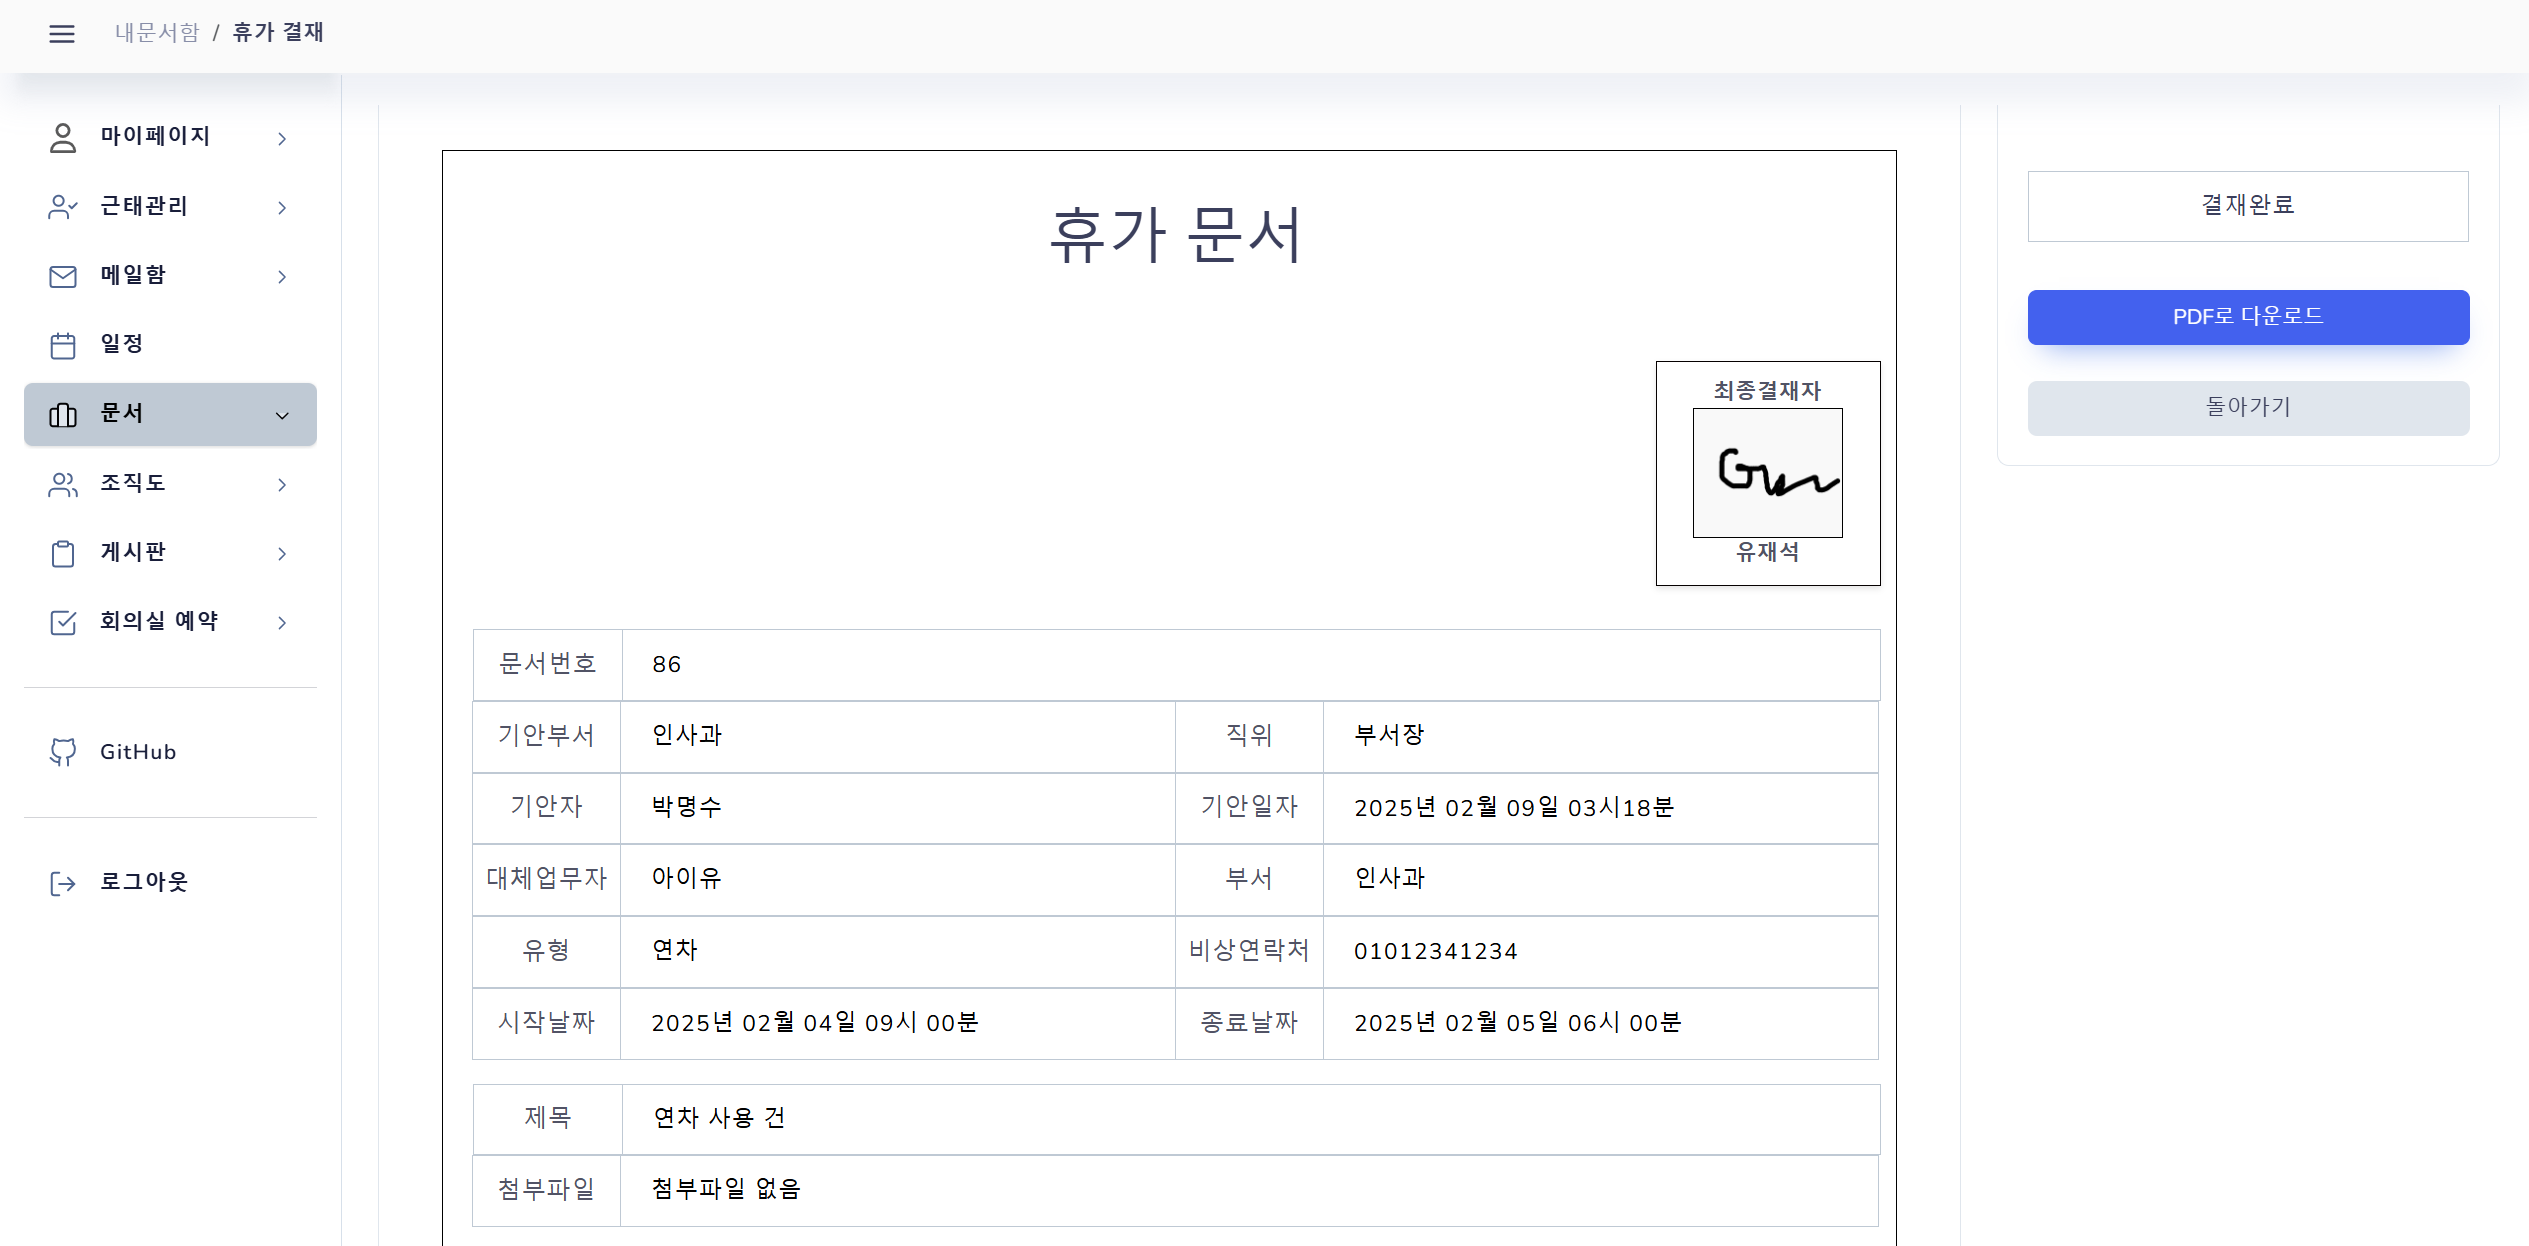 내문서함 / 휴가 결재
마이페이지
근태관리
메일함
일정
문서
조직도
게시판
회의실 예약
GitHub
로그아웃
휴가 문서
최종결재자
유재석
문서번호 86
기안부서 인사과 직위 부서장
기안자 박명수 기안일자 2025년 02월 09일 03시18분
대체업무자 아이유 부서 인사과
유형 연차 비상연락처 01012341234
시작날짜 2025년 02월 04일 09시 00분 종료날짜 2025년 02월 05일 06시 00분
제목 연차 사용 건
첨부파일 첨부파일 없음
결재완료
PDF로 다운로드
돌아가기